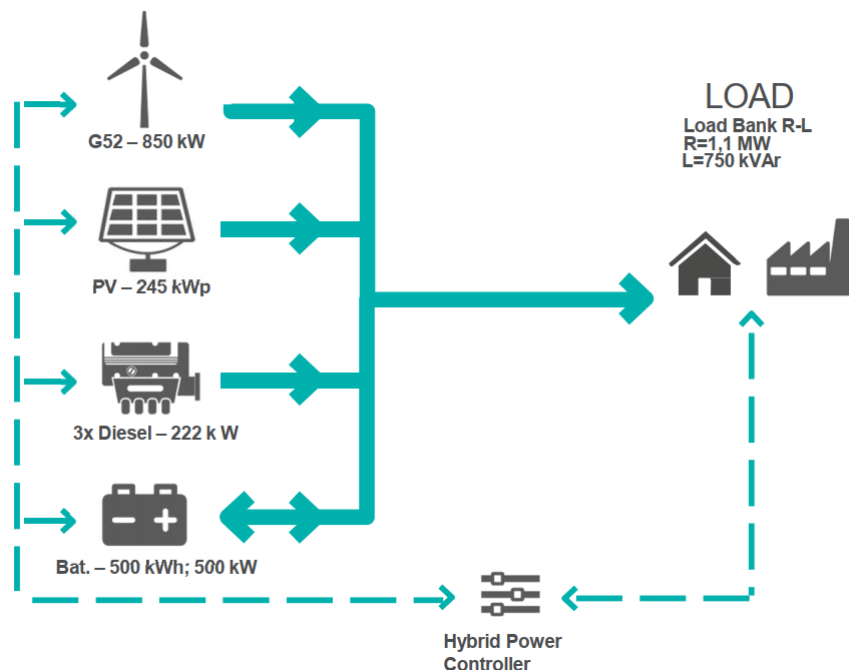 G52 – 850 kW
PV – 245 kWp
3x Diesel – 222 k W
Bat. – 500 kWh; 500 kW
LOAD
Load Bank R-L
R=1,1 MW
L=750 kVAr
Hybrid Power
Controller